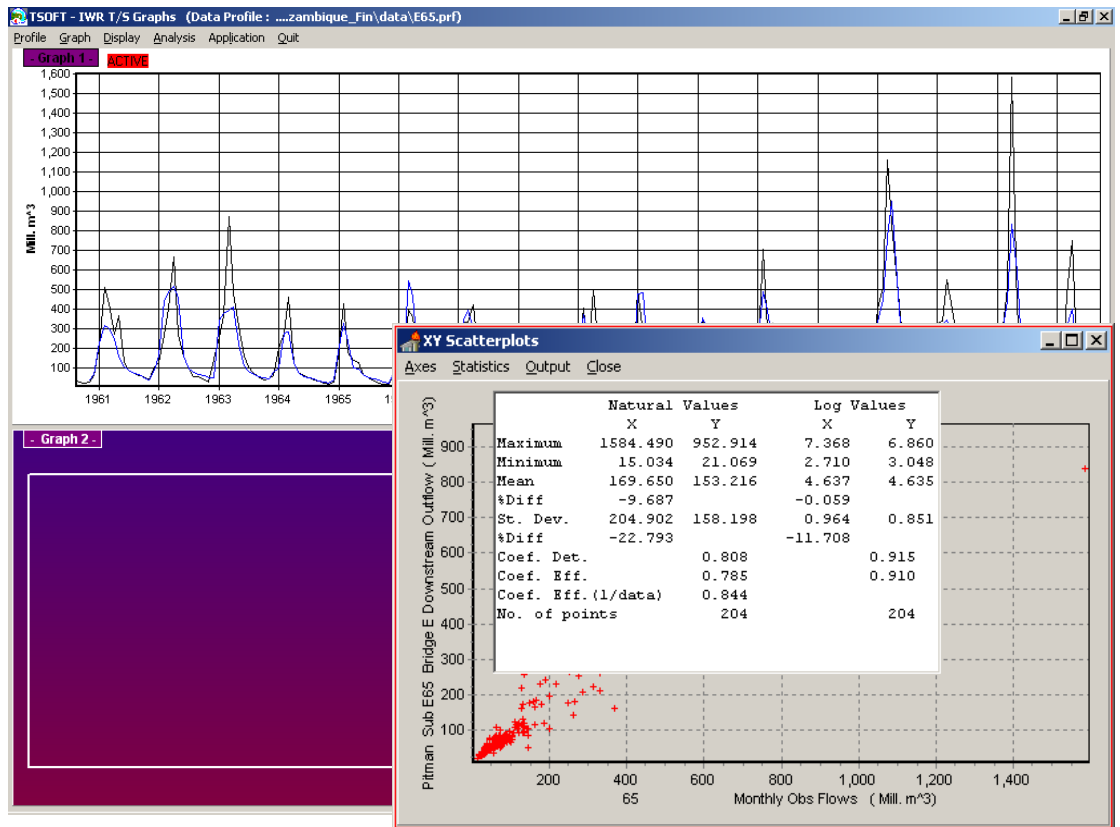 TSOFT - IWR T/S Graphs (Data Profile : ....zambique_Fin\data\E65.prf)
Profile Graph Display Analysis Application Quit
- Graph 1 - ACTIVE
1,600
1,500
1,400
1,300
1,200
1,100
1,000
900
800
700
600
500
400
300
200
100
Mill. m^3
1961 1962 1963 1964 1965
- Graph 2 -
XY Scatterplots
Axes Statistics Output Close
Natural Values Log Values
X Y X Y
Maximum 1584.490 952.914 7.368 6.860
Minimum 15.034 21.069 2.710 3.048
Mean 169.650 153.216 4.637 4.635
%Diff -9.687 -0.059
St. Dev. 204.902 158.198 0.964 0.851
%Diff -22.793 -11.708
Coef. Det. 0.808 0.915
Coef. Eff. 0.785 0.910
Coef. Eff.(1/data) 0.844
No. of points 204 204
Pitman Sub E65 Bridge E Downstream Outflow ( Mill. m^3)
900
800
700
600
500
400
300
200
100
200 400 600 800 1,000 1,200 1,400
65 Monthly Obs Flows ( Mill. m^3)